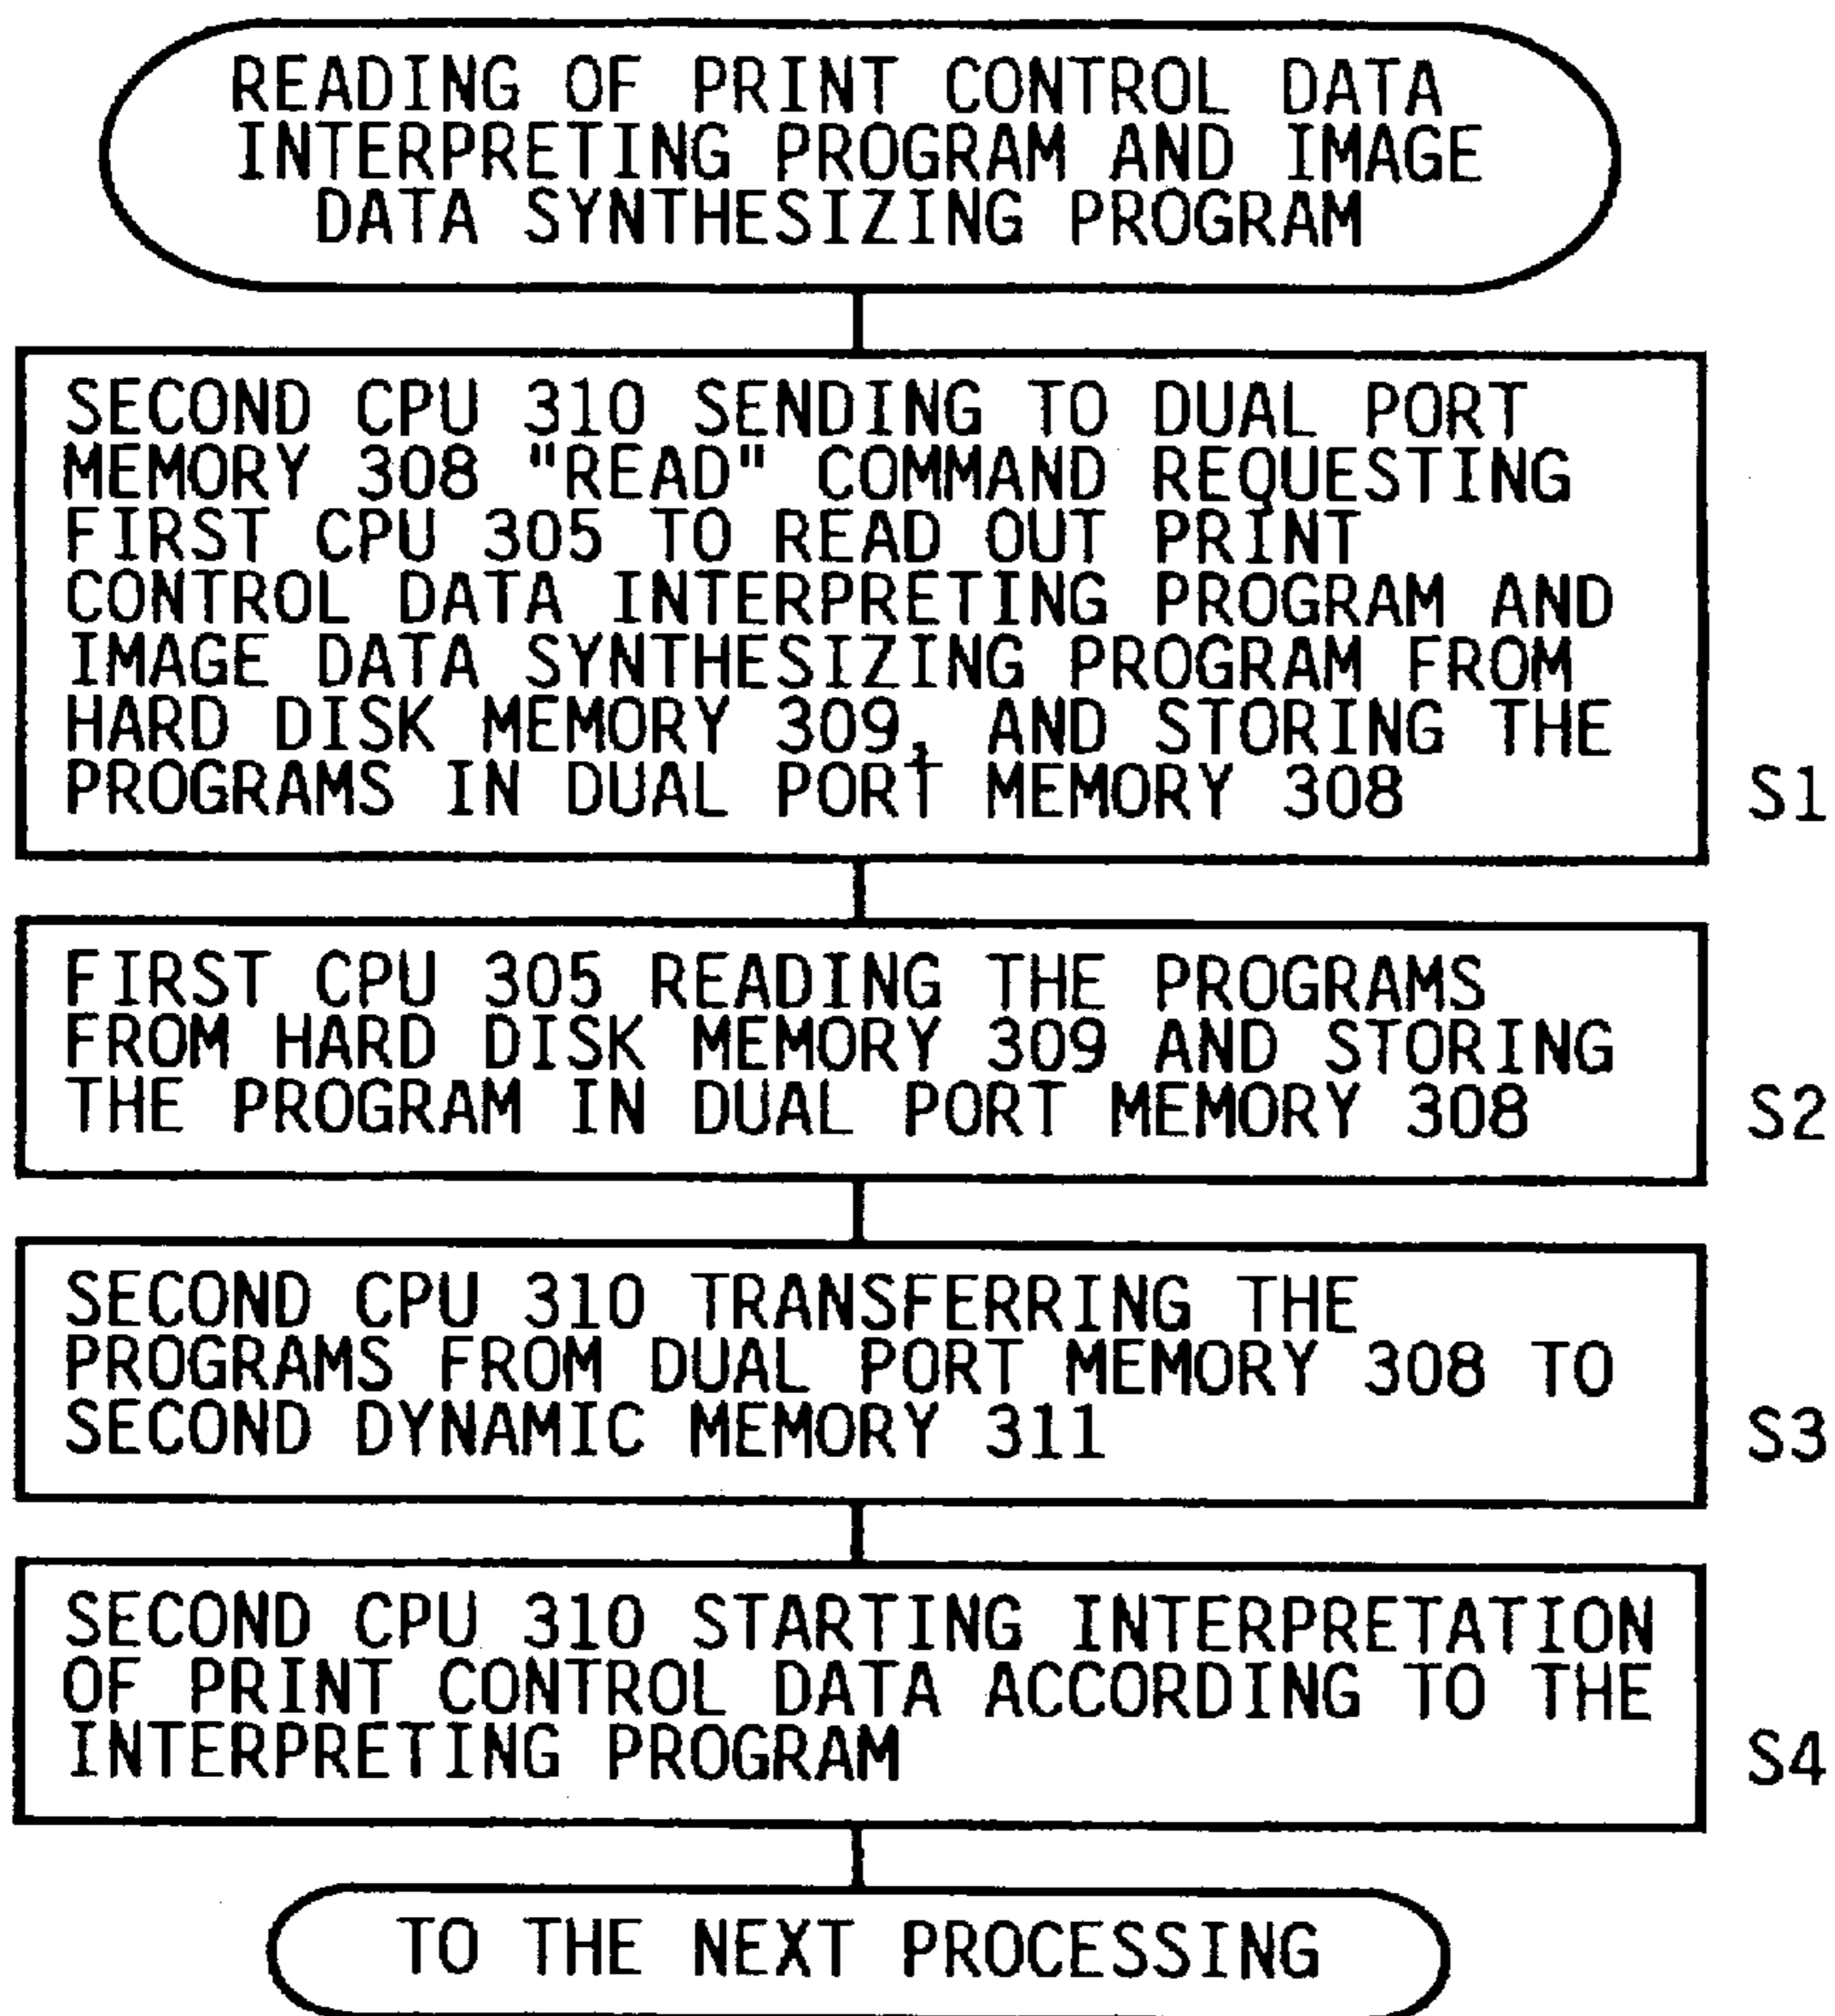 READING OF PRINT CONTROL DATA
INTERPRETING PROGRAM AND IMAGE
DATA SYNTHESIZING PROGRAM
SECOND CPU 310 SENDING TO DUAL PORT
MEMORY 308 "READ" COMMAND REQUESTING
FIRST CPU 305 TO READ OUT PRINT
CONTROL DATA INTERPRETING PROGRAM AND
IMAGE DATA SYNTHESIZING PROGRAM FROM
HARD DISK MEMORY 309, AND STORING THE
PROGRAMS IN DUAL PORT MEMORY 308
S1
FIRST CPU 305 READING THE PROGRAMS
FROM HARD DISK MEMORY 309 AND STORING
THE PROGRAM IN DUAL PORT MEMORY 308
S2
SECOND CPU 310 TRANSFERRING THE
PROGRAMS FROM DUAL PORT MEMORY 308 TO
SECOND DYNAMIC MEMORY 311
S3
SECOND CPU 310 STARTING INTERPRETATION
OF PRINT CONTROL DATA ACCORDING TO THE
INTERPRETING PROGRAM
S4
TO THE NEXT PROCESSING